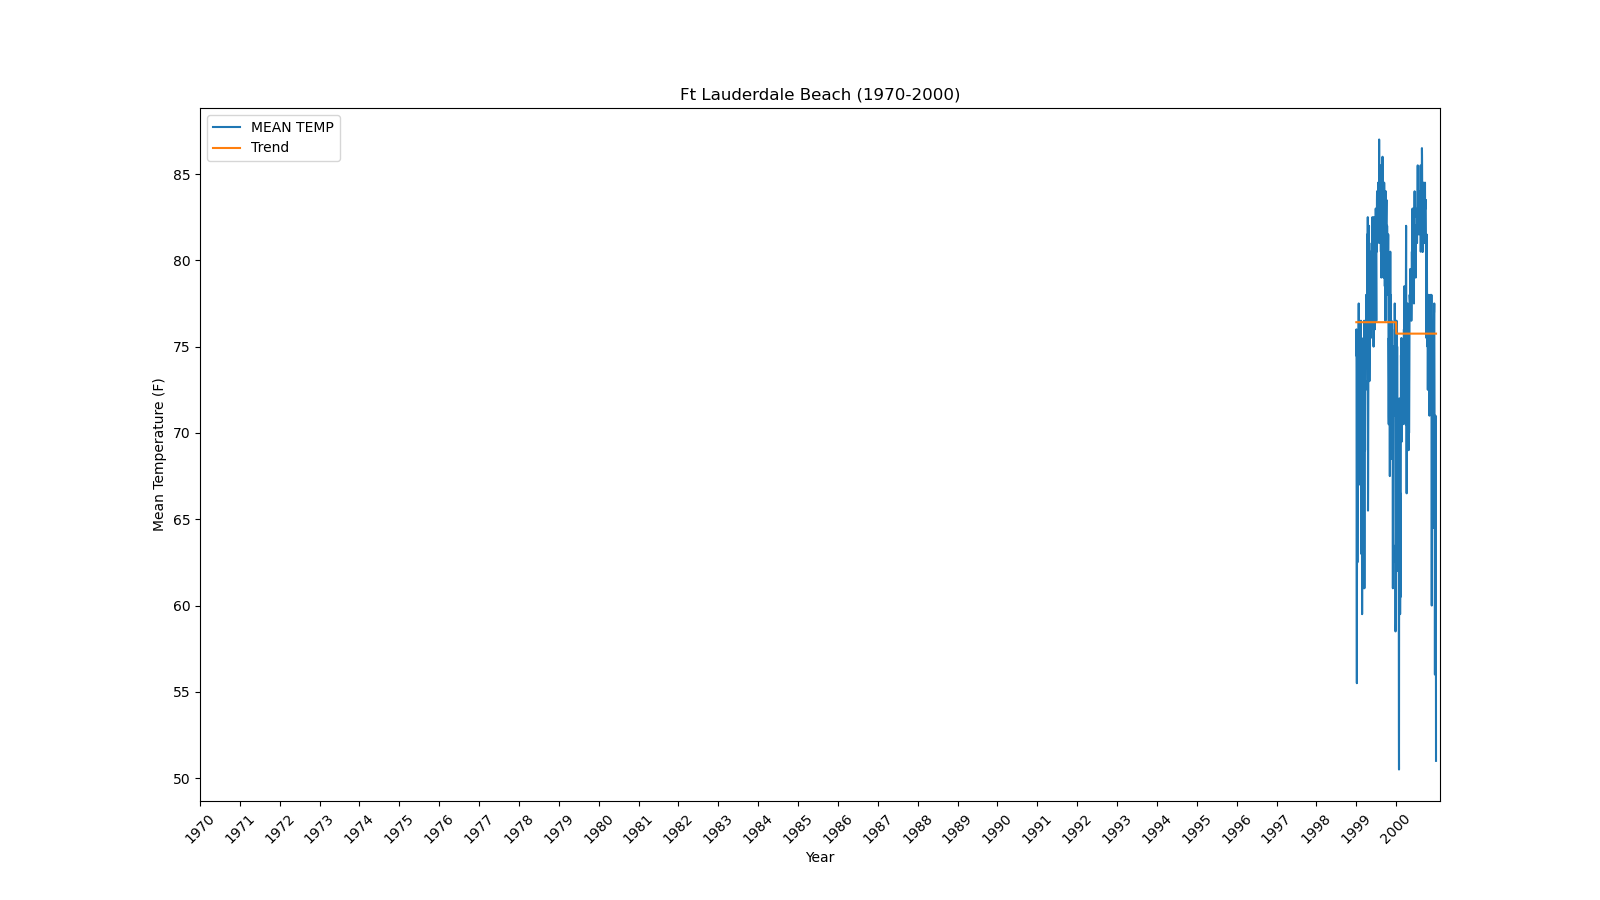 Ft Lauderdale Beach (1970-2000)
MEAN TEMP
Trend
Mean Temperature (F)
85
80
75
70
65
60
55
50
1970 1971 1972 1973 1974 1975 1976 1977 1978 1979 1980 1981 1982 1983 1984 1985 1986 1987 1988 1989 1990 1991 1992 1993 1994 1995 1996 1997 1998 1999 2000
Year